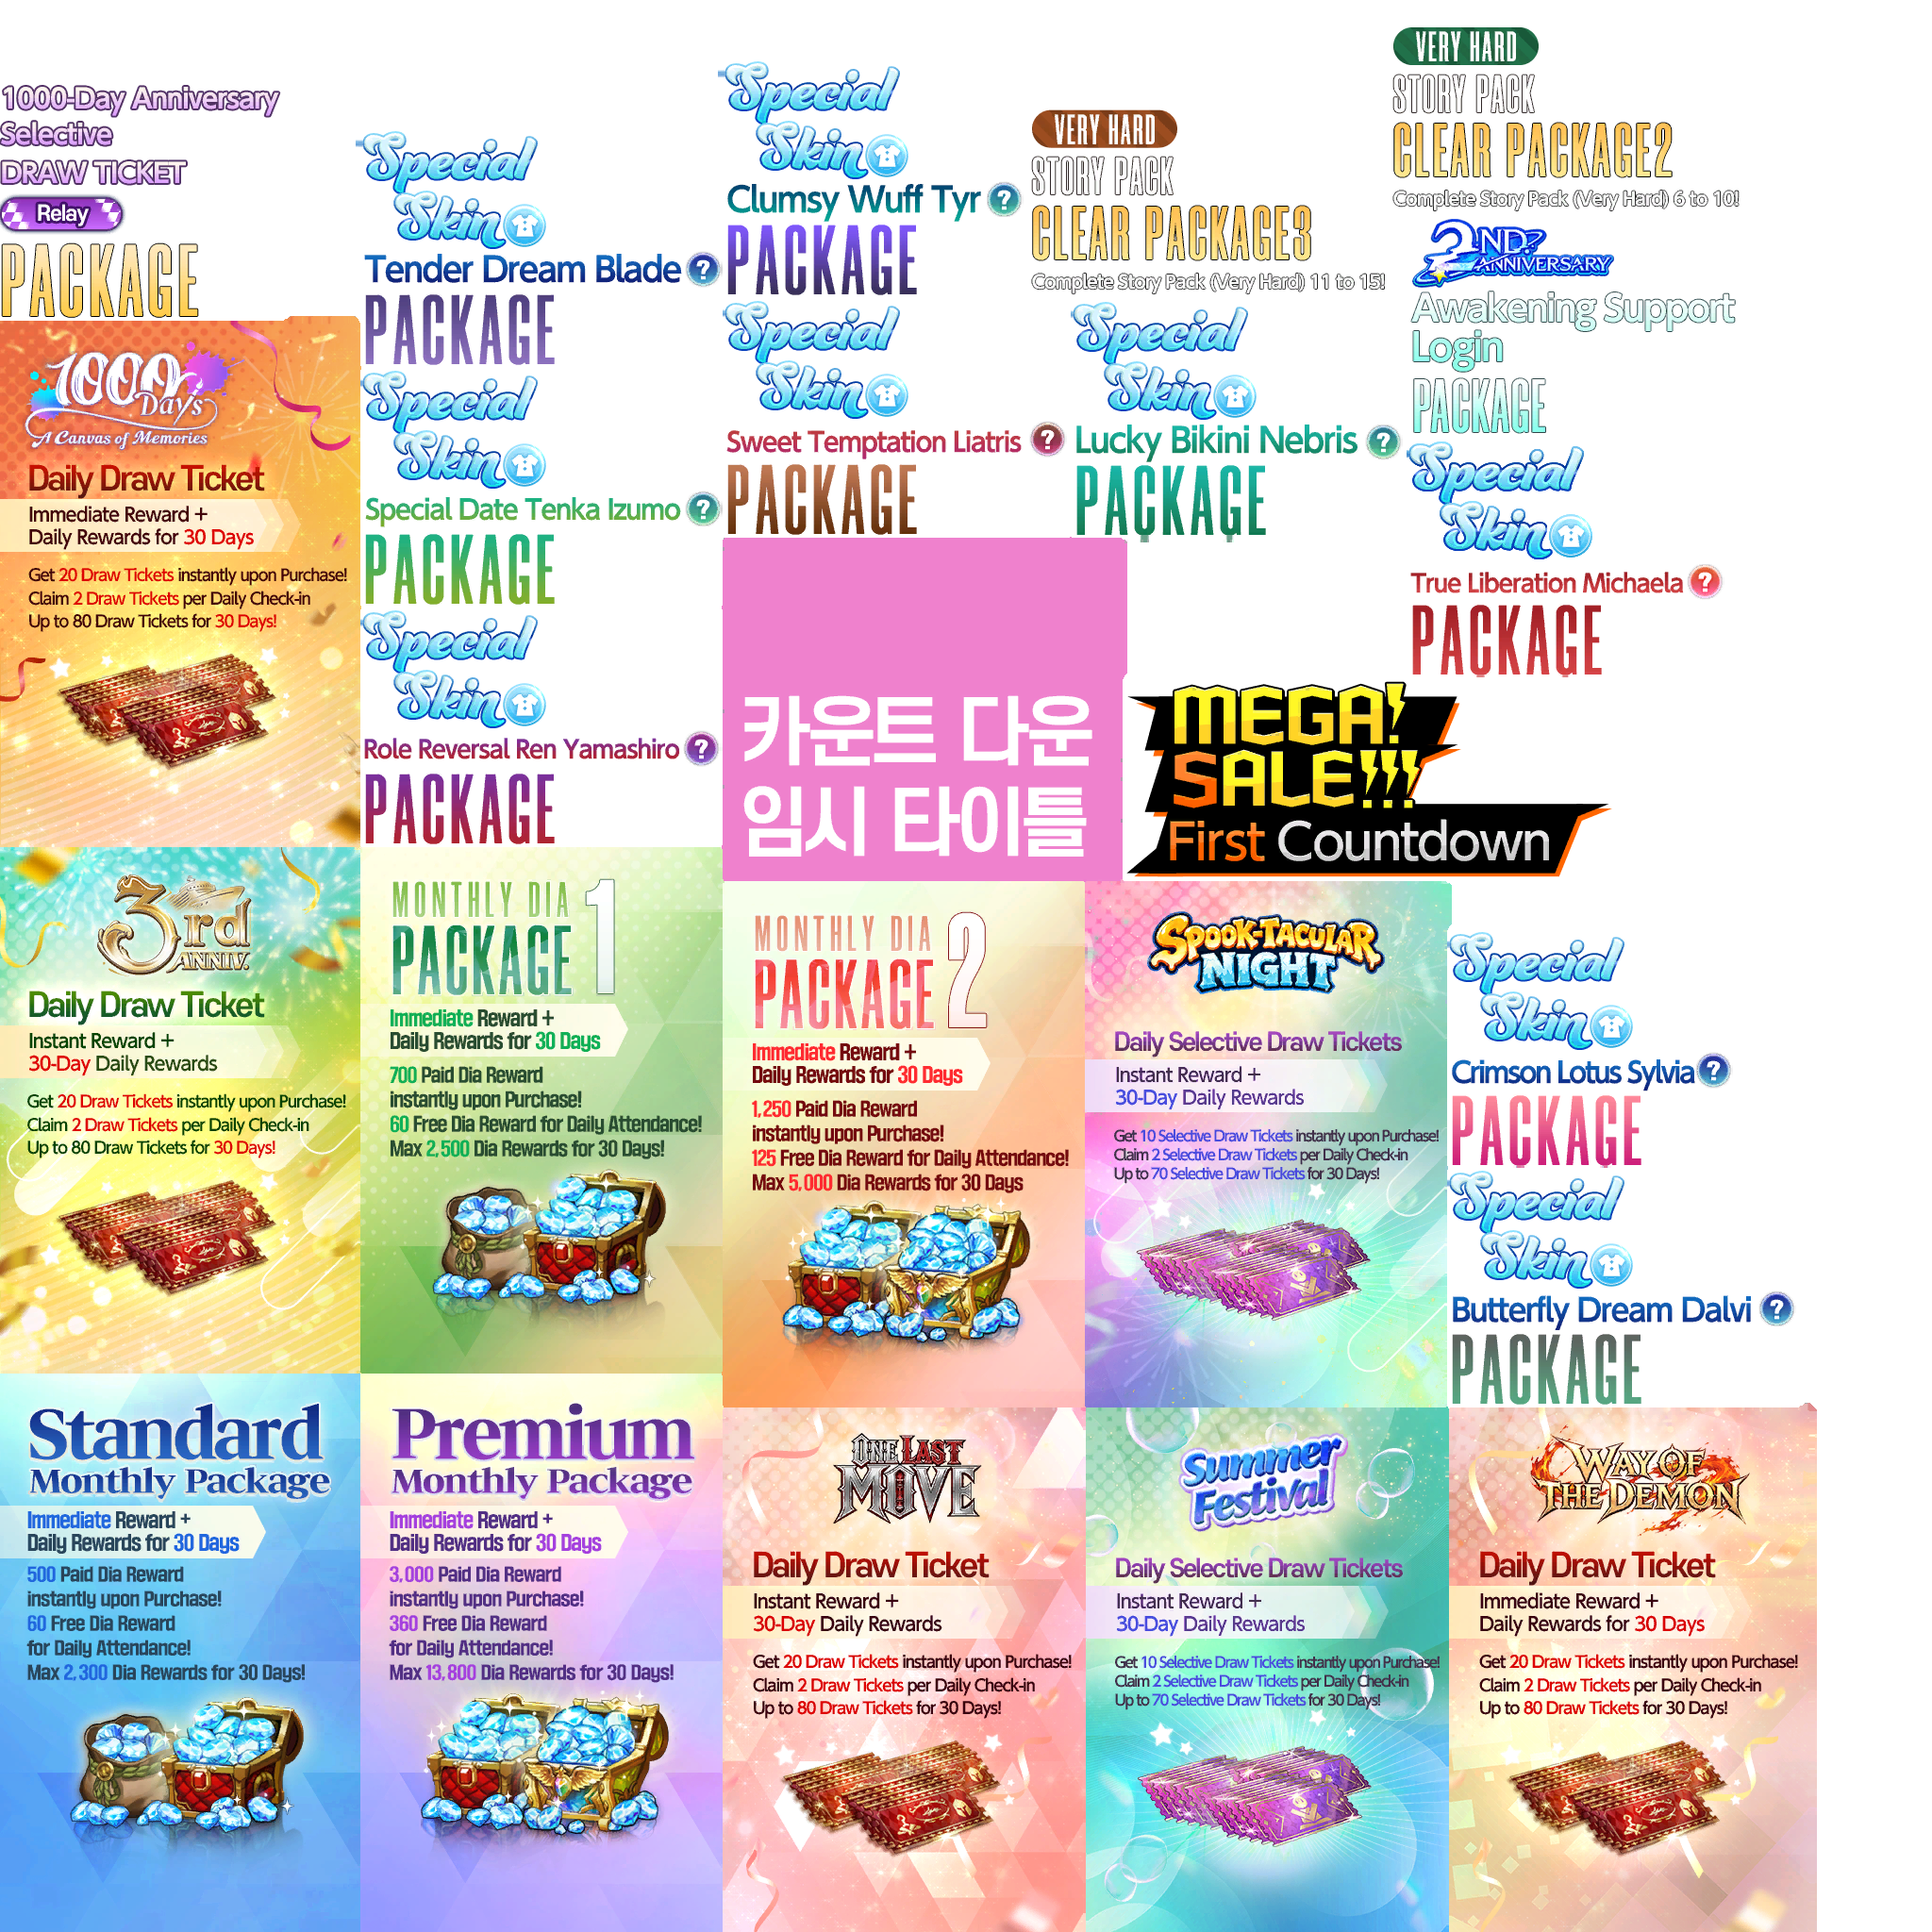 1000-Day Anniversary
Selective
DRAW TICKET
Relay
PACKAGE
1000
Days
A Canvas of Memories
Daily Draw Ticket
Immediate Reward +
Daily Rewards for 30 Days
Get 20 Draw Tickets instantly upon Purchase!
Claim 2 Draw Tickets per Daily Check-in
Up to 80 Draw Tickets for 30 Days!
Special
Skin
Tender Dream Blade ?
PACKAGE
Special
Skin
Special Date Tenka Izumo ?
PACKAGE
Special
Skin
Role Reversal Ren Yamashiro ?
PACKAGE
Special
Skin
Clumsy Wuff Tyr ?
PACKAGE
Special
Skin
Sweet Temptation Liatris ?
PACKAGE
VERY HARD
STORY PACK
CLEAR PACKAGE3
Complete Story Pack (Very Hard) 11 to 15!
Special
Skin
Lucky Bikini Nebris ?
PACKAGE
VERY HARD
STORY PACK
CLEAR PACKAGE2
Complete Story Pack (Very Hard) 6 to 10!
2ND
ANNIVERSARY
Awakening Support
Login
PACKAGE
Special
Skin
True Liberation Michaela ?
PACKAGE
카운트 다운
임시 타이틀
MEGA!
SALE!!!
First Countdown
3rd
ANNIV.
Daily Draw Ticket
Instant Reward +
30-Day Daily Rewards
Get 20 Draw Tickets instantly upon Purchase!
Claim 2 Draw Tickets per Daily Check-in
Up to 80 Draw Tickets for 30 Days!
MONTHLY DIA
PACKAGE 1
Immediate Reward +
Daily Rewards for 30 Days
700 Paid Dia Reward
instantly upon Purchase!
60 Free Dia Reward for Daily Attendance!
Max 2,500 Dia Rewards for 30 Days!
MONTHLY DIA
PACKAGE 2
Immediate Reward +
Daily Rewards for 30 Days
1,250 Paid Dia Reward
instantly upon Purchase!
125 Free Dia Reward for Daily Attendance!
Max 5,000 Dia Rewards for 30 Days
SPOOK-TACULAR
NIGHT
Daily Selective Draw Tickets
Instant Reward +
30-Day Daily Rewards
Get 10 Selective Draw Tickets instantly upon Purchase!
Claim 2 Selective Draw Tickets per Daily Check-in
Up to 70 Selective Draw Tickets for 30 Days!
Special
Skin
Crimson Lotus Sylvia ?
PACKAGE
Special
Skin
Butterfly Dream Dalvi ?
PACKAGE
Standard
Monthly Package
Immediate Reward +
Daily Rewards for 30 Days
500 Paid Dia Reward
instantly upon Purchase!
60 Free Dia Reward
for Daily Attendance!
Max 2,300 Dia Rewards for 30 Days!
Premium
Monthly Package
Immediate Reward +
Daily Rewards for 30 Days
3,000 Paid Dia Reward
instantly upon Purchase!
360 Free Dia Reward
for Daily Attendance!
Max 13,800 Dia Rewards for 30 Days!
ONE LAST
MOVE
Daily Draw Ticket
Instant Reward +
30-Day Daily Rewards
Get 20 Draw Tickets instantly upon Purchase!
Claim 2 Draw Tickets per Daily Check-in
Up to 80 Draw Tickets for 30 Days!
Summer
Festival
Daily Selective Draw Tickets
Instant Reward +
30-Day Daily Rewards
Get 10 Selective Draw Tickets instantly upon Purchase!
Claim 2 Selective Draw Tickets per Daily Check-in
Up to 70 Selective Draw Tickets for 30 Days!
WAY OF
THE DEMON
Daily Draw Ticket
Immediate Reward +
Daily Rewards for 30 Days
Get 20 Draw Tickets instantly upon Purchase!
Claim 2 Draw Tickets per Daily Check-in
Up to 80 Draw Tickets for 30 Days!